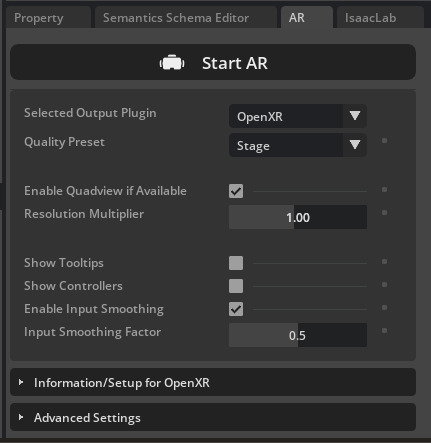 Property
Semantics Schema Editor
AR
IsaacLab
Start AR
Selected Output Plugin
OpenXR
Quality Preset
Stage
Enable Quadview if Available
Resolution Multiplier
1.00
Show Tooltips
Show Controllers
Enable Input Smoothing
Input Smoothing Factor
0.5
Information/Setup for OpenXR
Advanced Settings